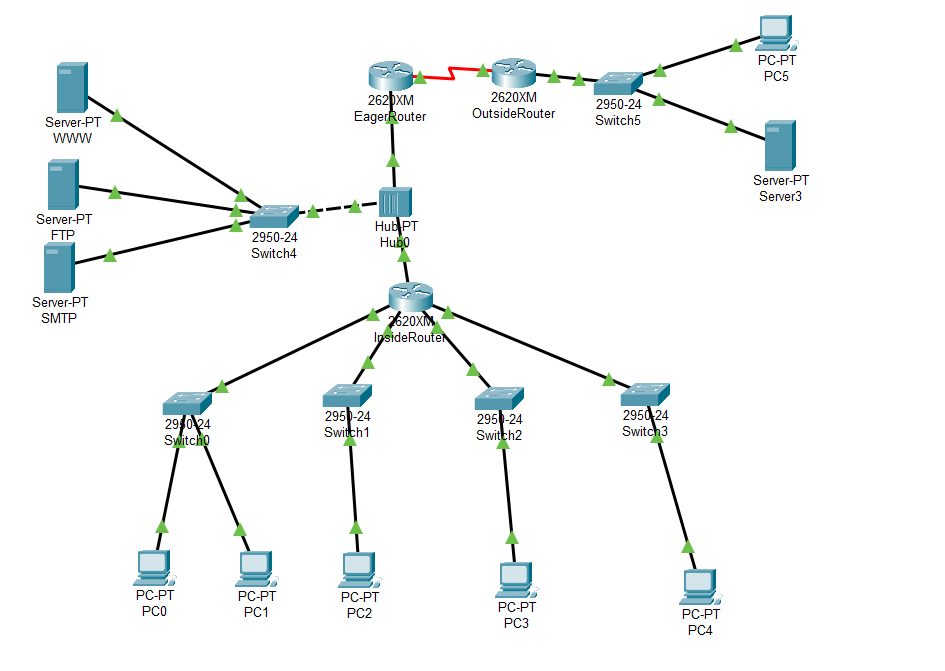 PC-PT
PC5
2620XM
EagerRouter
2620XM
OutsideRouter
2950-24
Switch5
Server-PT
WWW
Server-PT
Server3
Server-PT
FTP
2950-24
Switch4
Hub-PT
Hub0
Server-PT
SMTP
2620XM
InsideRouter
2950-24
Switch0
2950-24
Switch1
2950-24
Switch2
2950-24
Switch3
PC-PT
PC0
PC-PT
PC1
PC-PT
PC2
PC-PT
PC3
PC-PT
PC4